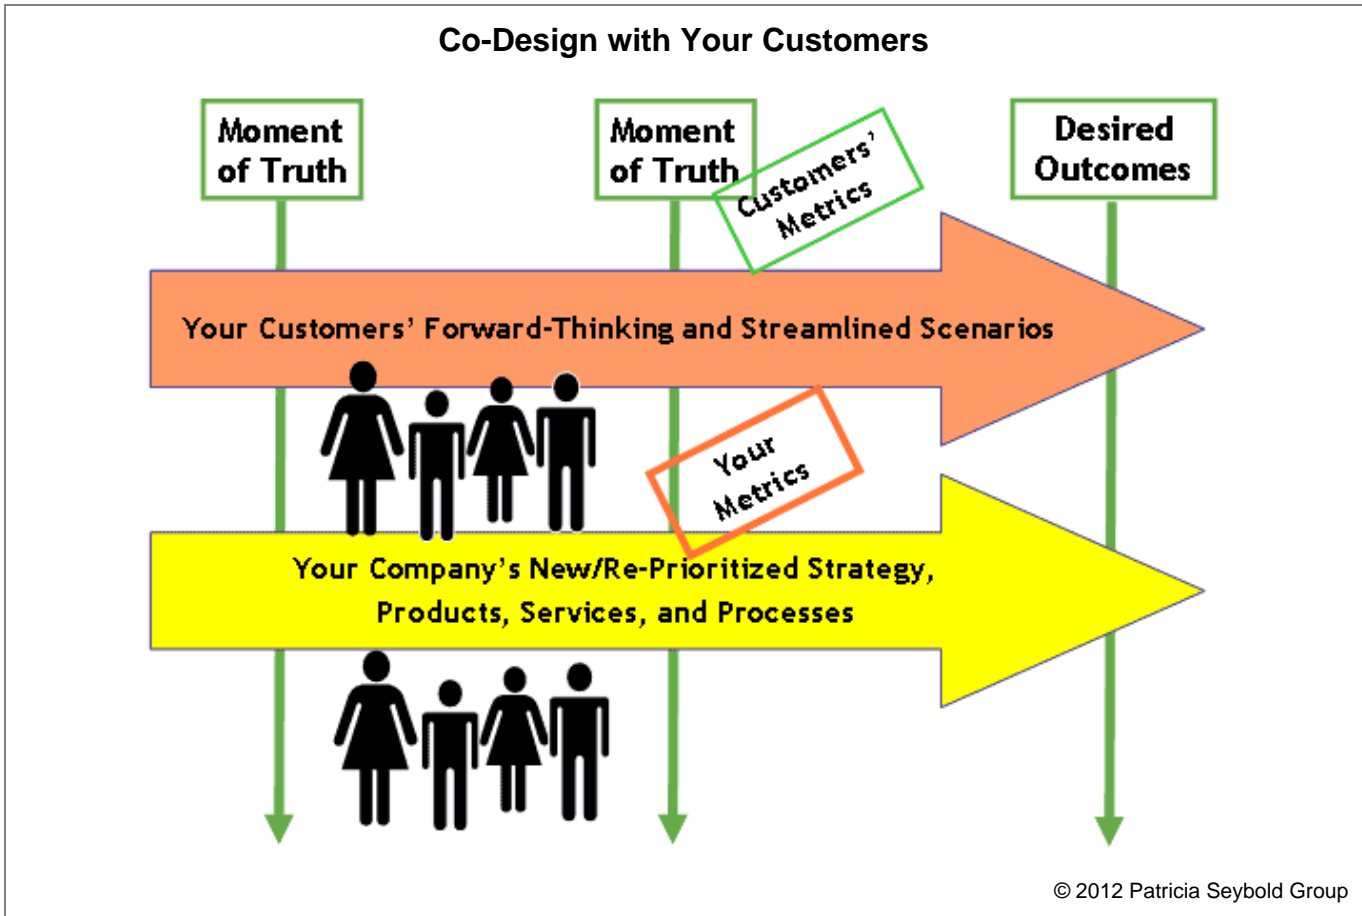 Co-Design with Your Customers
Moment
of Truth
Moment
of Truth
Customers’
Metrics
Desired
Outcomes
Your Customers’ Forward-Thinking and Streamlined Scenarios
Your
Metrics
Your Company’s New/Re-Prioritized Strategy,
Products, Services, and Processes
© 2012 Patricia Seybold Group